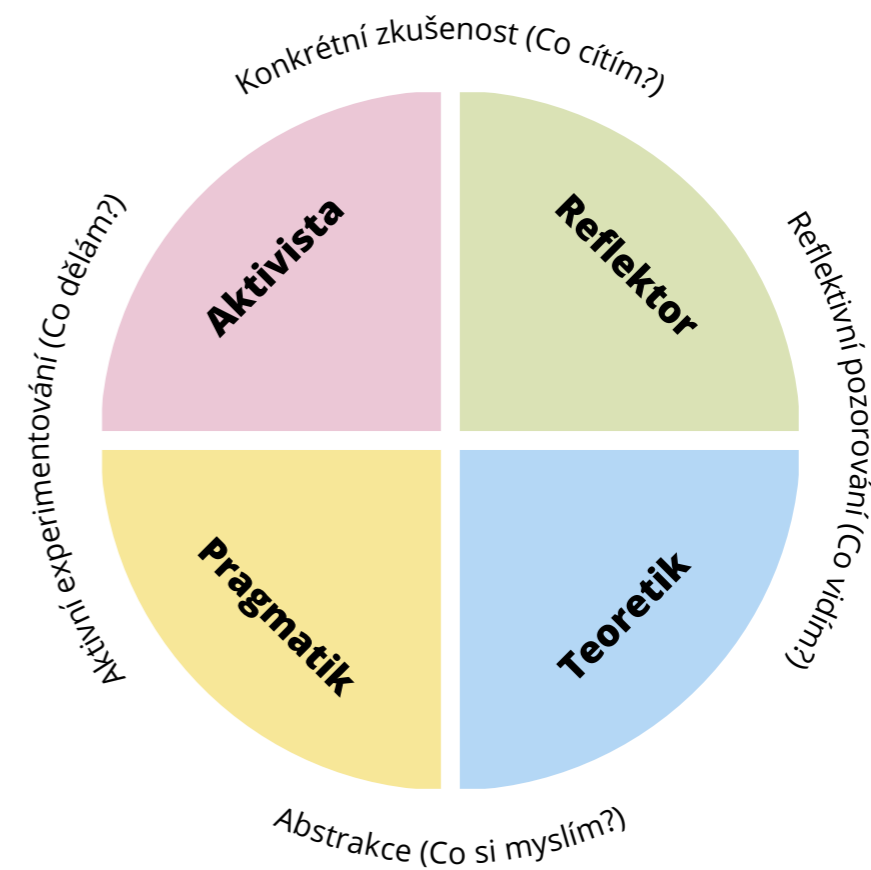 Konkrétní zkušenost (Co cítím?)
Aktivista
Reflektor
Aktivní experimentování (Co dělám?)
Reflektivní pozorování (Co vidím?)
Pragmatik
Teoretik
Abstrakce (Co si myslím?)